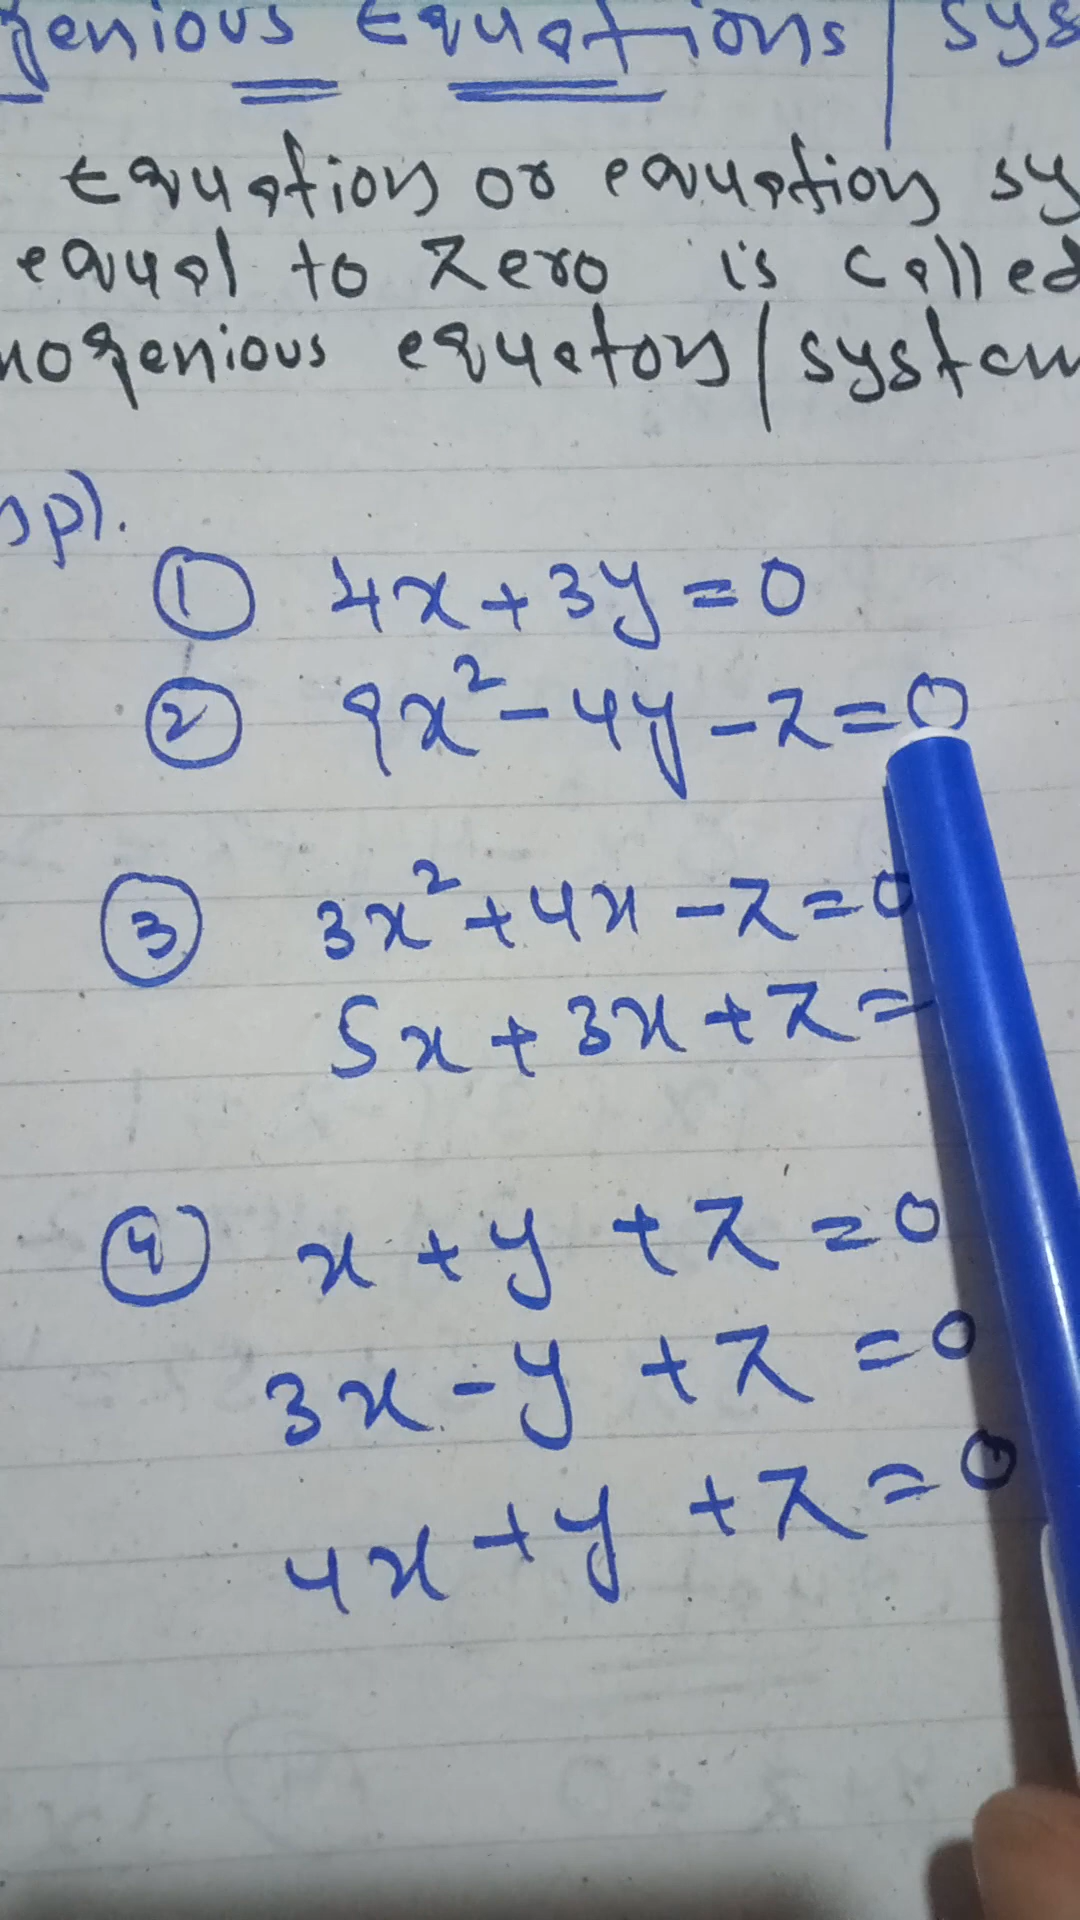 genious Equations | sys
Equation or equation sy
equal to zero is called
nogenious equaton / system
spl.
① 4x + 3y = 0
② 9x² - 4y - z = 0
③ 3x² + 4x - z = 0
5x + 3x + z =
④ x + y + z = 0
3x - y + z = 0
4x + y + z = 0